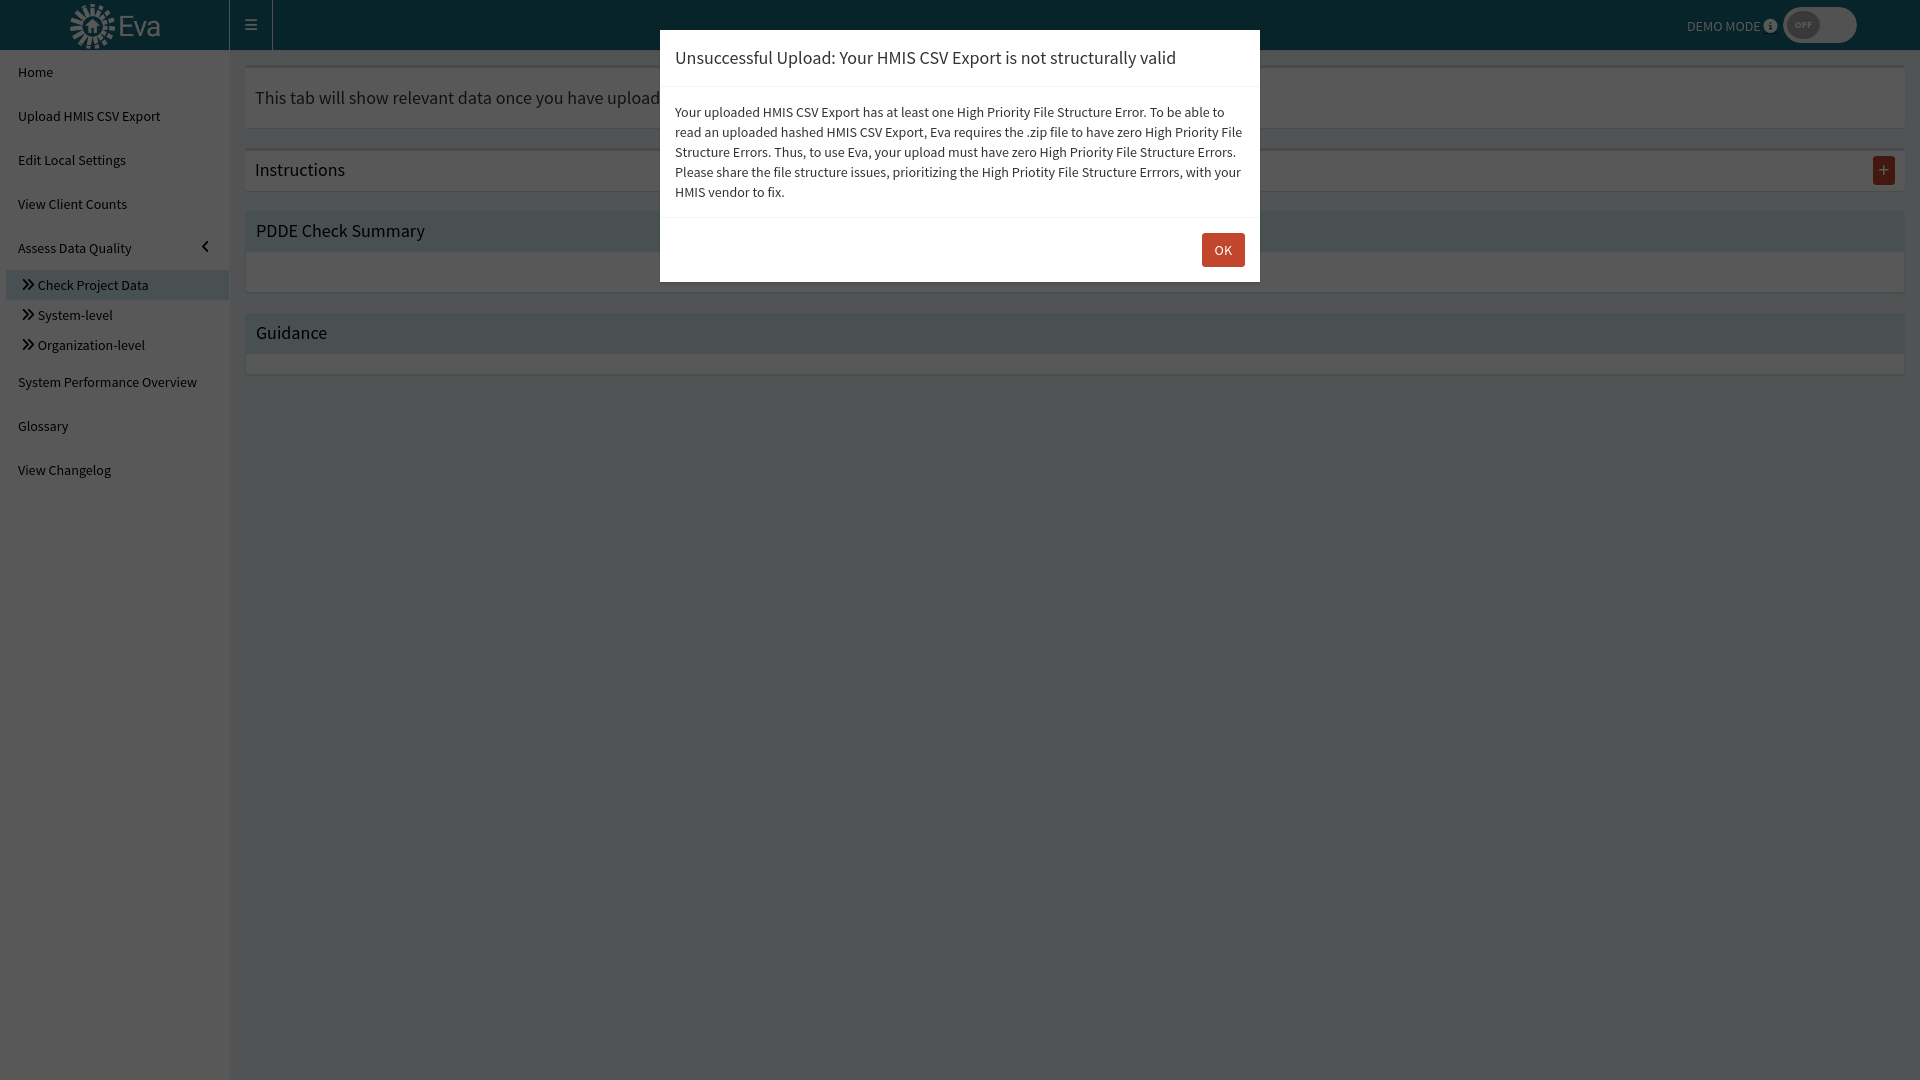 Eva
DEMO MODE
OFF
Home
Upload HMIS CSV Export
Edit Local Settings
View Client Counts
Assess Data Quality
Check Project Data
System-level
Organization-level
System Performance Overview
Glossary
View Changelog
This tab will show relevant data once you have upload
Instructions
+
PDDE Check Summary
Guidance
Unsuccessful Upload: Your HMIS CSV Export is not structurally valid
Your uploaded HMIS CSV Export has at least one High Priority File Structure Error. To be able to
read an uploaded hashed HMIS CSV Export, Eva requires the .zip file to have zero High Priority File
Structure Errors. Thus, to use Eva, your upload must have zero High Priority File Structure Errors.
Please share the file structure issues, prioritizing the High Priotity File Structure Errrors, with your
HMIS vendor to fix.
OK